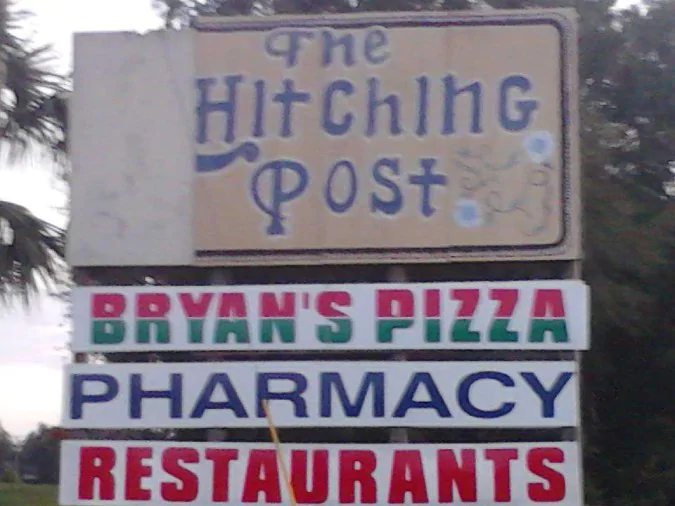 The
Hitching
Post
BRYAN'S PIZZA
PHARMACY
RESTAURANTS